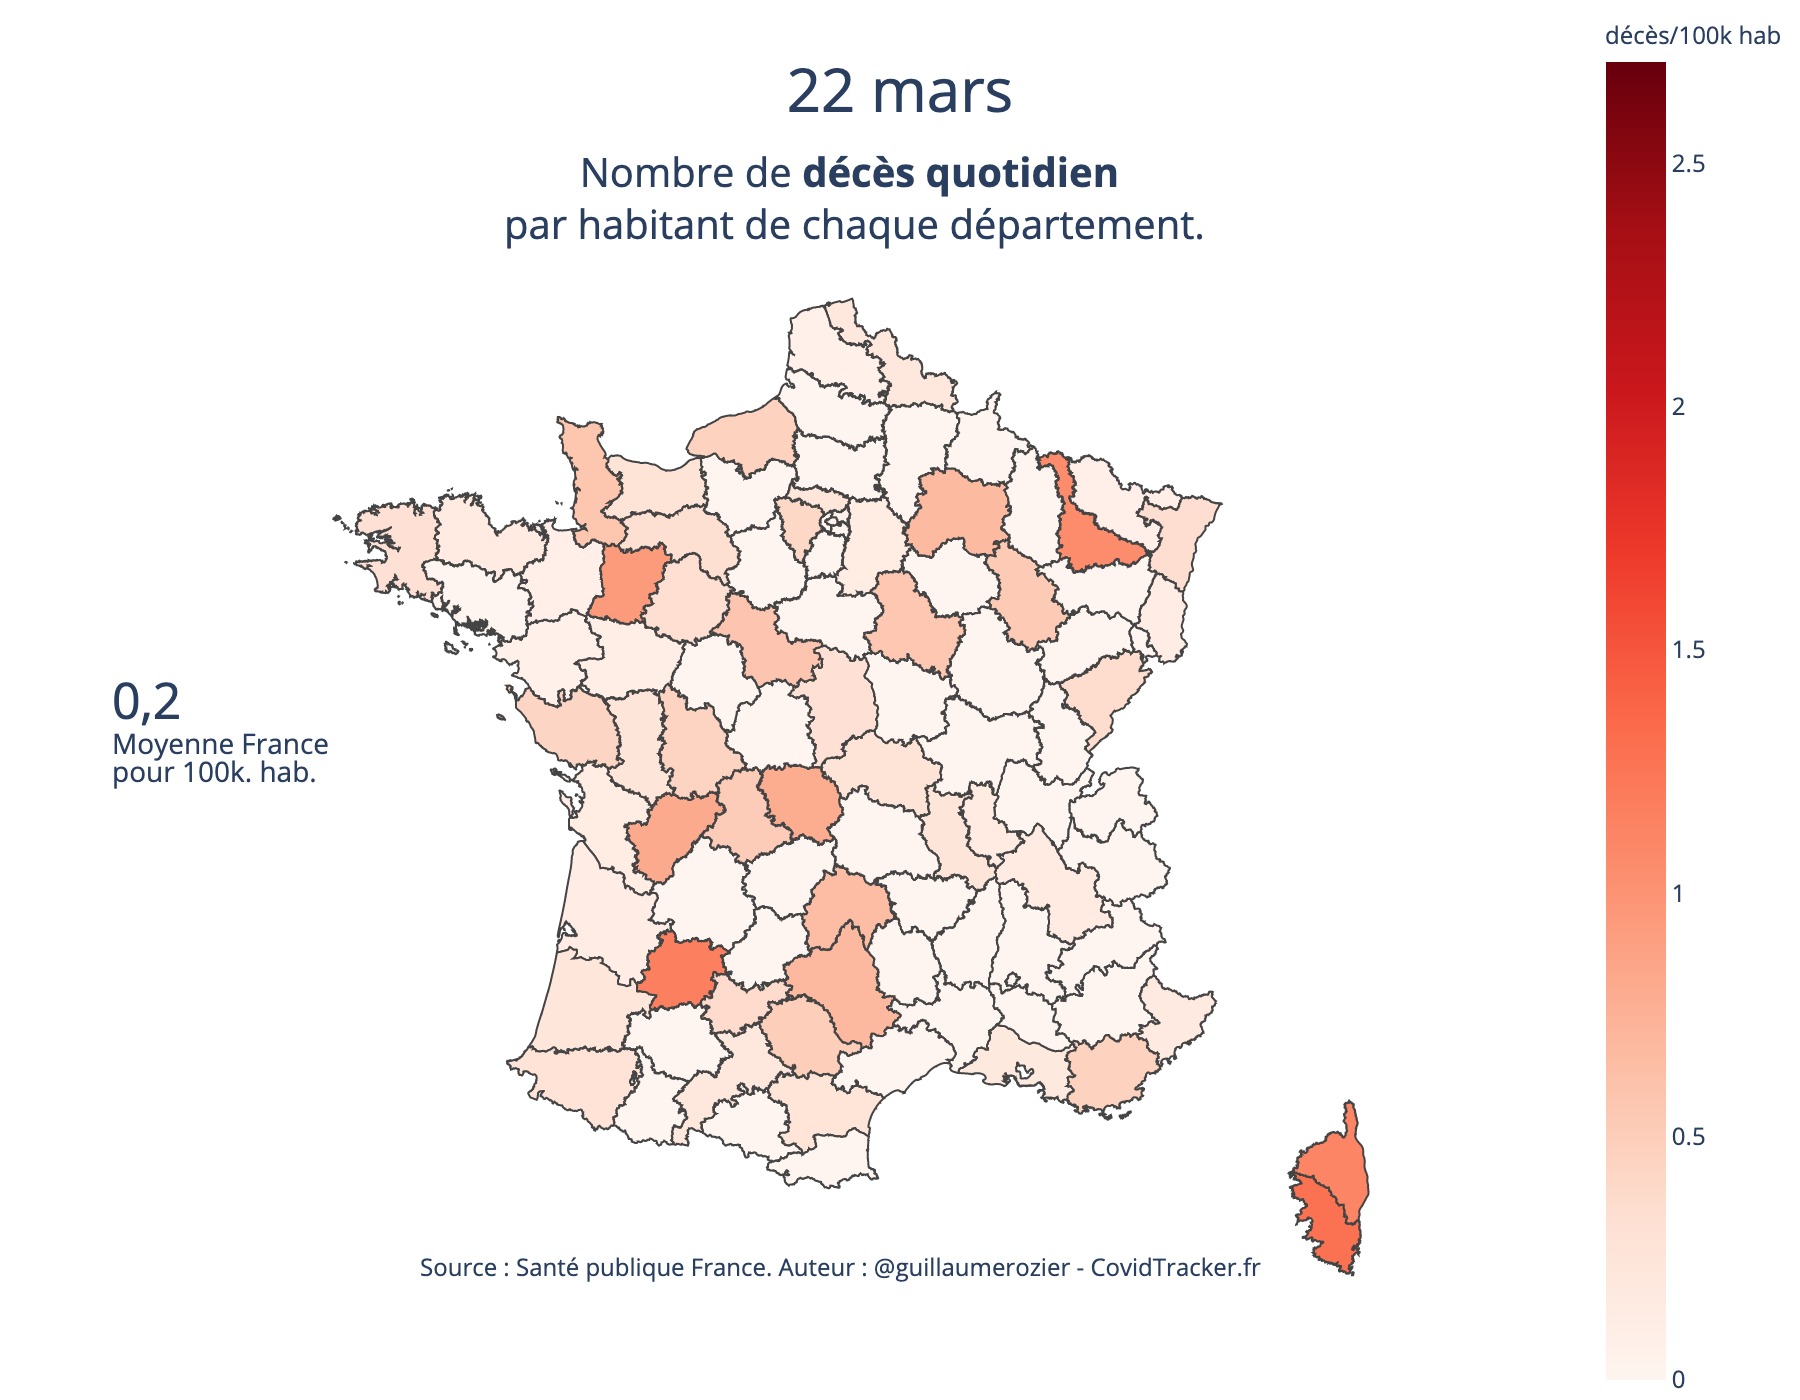 décès/100k hab
22 mars
Nombre de décès quotidien
par habitant de chaque département.
2.5
2
1.5
1
0.5
0
0,2
Moyenne France
pour 100k. hab.
Source : Santé publique France. Auteur : @guillaumerozier - CovidTracker.fr